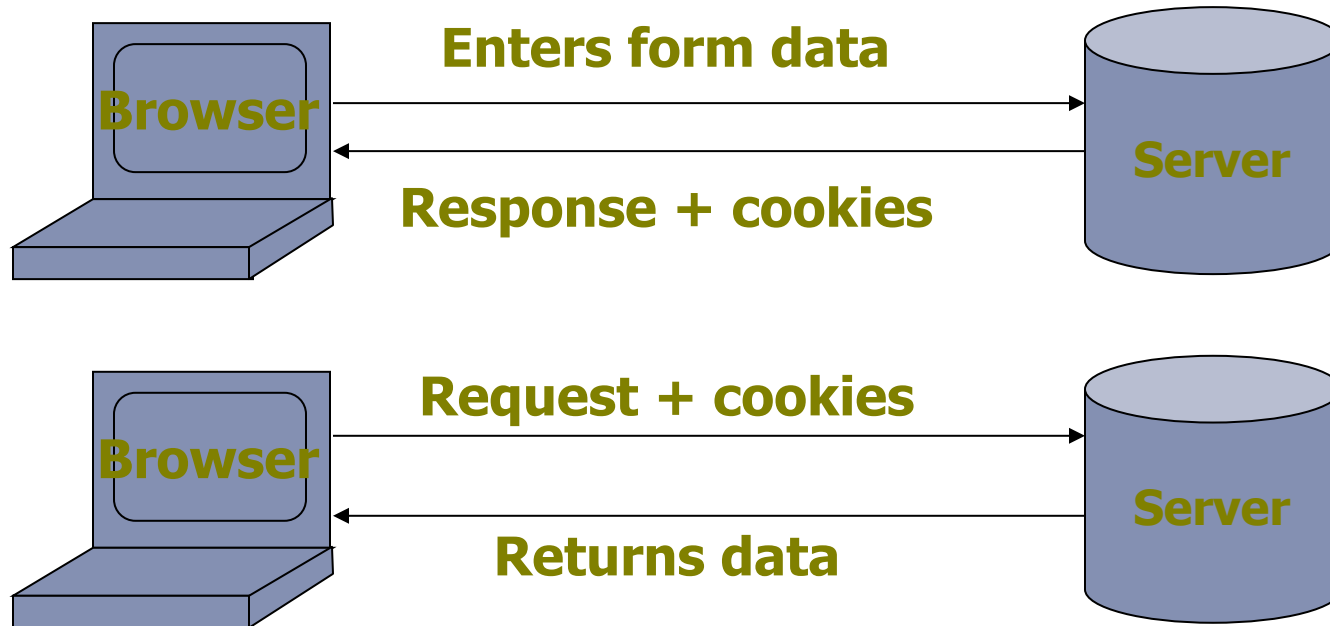 Enters form data
Browser
Server
Response + cookies
Request + cookies
Browser
Server
Returns data